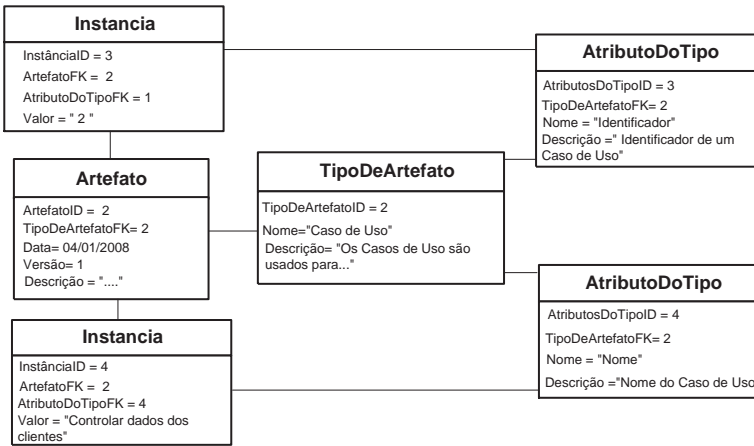 Instancia
InstânciaID = 3
ArtefatoFK =  2
AtributoDoTipoFK = 1
Valor = " 2 "
AtributoDoTipo
AtributosDoTipoID = 3
TipoDeArtefatoFK= 2
Nome = "Identificador"
Descrição =" Identificador de um
Caso de Uso"
Artefato
ArtefatoID =  2
TipoDeArtefatoFK= 2
Data= 04/01/2008
Versão= 1
Descrição = "...."
TipoDeArtefato
TipoDeArtefatoID = 2
Nome="Caso de Uso"
Descrição= "Os Casos de Uso são
usados para..."
AtributoDoTipo
AtributosDoTipoID = 4
TipoDeArtefatoFK= 2
Nome = "Nome"
Descrição ="Nome do Caso de Uso
Instancia
InstânciaID = 4
ArtefatoFK =  2
AtributoDoTipoFK = 4
Valor = "Controlar dados dos
clientes"